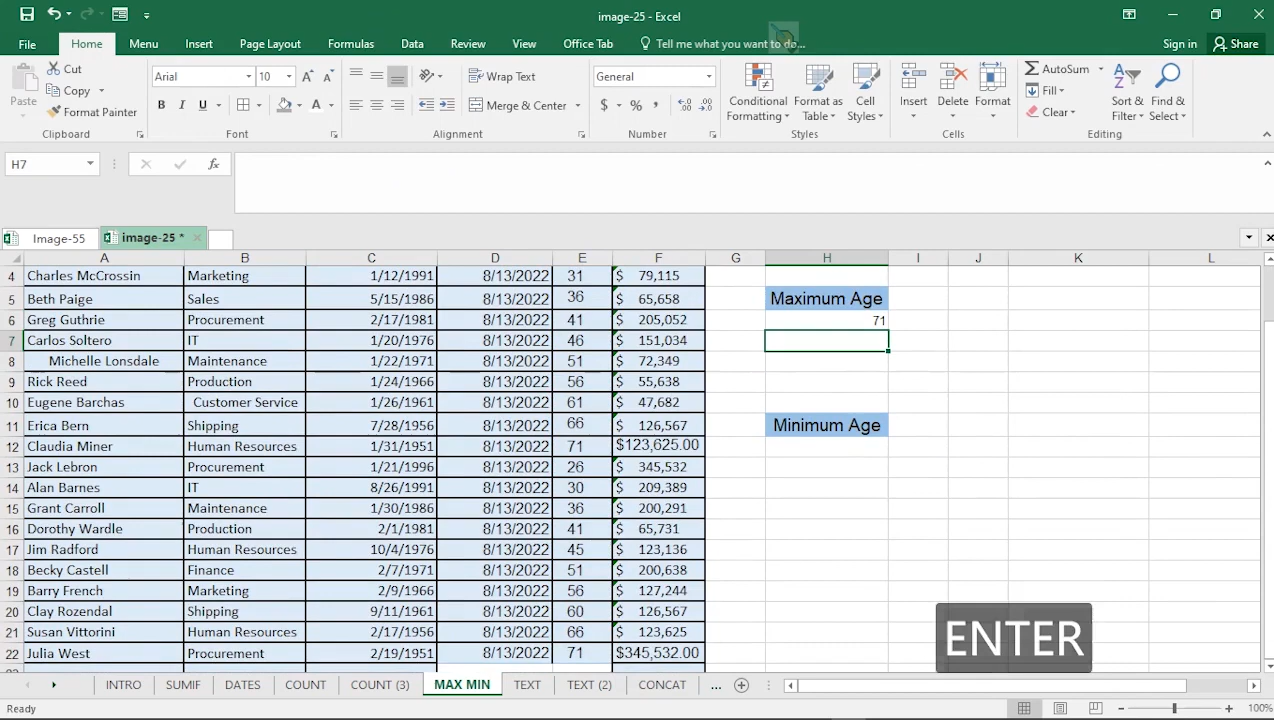 image-25 - Excel
File Home Menu Insert Page Layout Formulas Data Review View Office Tab Tell me what you want to do... Sign in Share
Cut
Copy
Format Painter
Paste
Clipboard
Arial 10
B I U
Font
Wrap Text
Merge & Center
Alignment
General
$ % ,
Number
Conditional Formatting
Format as Table
Cell Styles
Styles
Insert Delete Format
Cells
AutoSum
Fill
Clear
Sort & Filter
Find & Select
Editing
H7 fx
Image-55 image-25 *
A B C D E F G H I J K L
4 Charles McCrossin Marketing 1/12/1991 8/13/2022 31 $ 79,115
5 Beth Paige Sales 5/15/1986 8/13/2022 36 $ 65,658 Maximum Age
6 Greg Guthrie Procurement 2/17/1981 8/13/2022 41 $ 205,052 71
7 Carlos Soltero IT 1/20/1976 8/13/2022 46 $ 151,034
8 Michelle Lonsdale Maintenance 1/22/1971 8/13/2022 51 $ 72,349
9 Rick Reed Production 1/24/1966 8/13/2022 56 $ 55,638
10 Eugene Barchas Customer Service 1/26/1961 8/13/2022 61 $ 47,682
11 Erica Bern Shipping 7/28/1956 8/13/2022 66 $ 126,567 Minimum Age
12 Claudia Miner Human Resources 1/31/1951 8/13/2022 71 $123,625.00
13 Jack Lebron Procurement 1/21/1996 8/13/2022 26 $ 345,532
14 Alan Barnes IT 8/26/1991 8/13/2022 30 $ 209,389
15 Grant Carroll Maintenance 1/30/1986 8/13/2022 36 $ 200,291
16 Dorothy Wardle Production 2/1/1981 8/13/2022 41 $ 65,731
17 Jim Radford Human Resources 10/4/1976 8/13/2022 45 $ 123,136
18 Becky Castell Finance 2/7/1971 8/13/2022 51 $ 200,638
19 Barry French Marketing 2/9/1966 8/13/2022 56 $ 127,244
20 Clay Rozendal Shipping 9/11/1961 8/13/2022 60 $ 126,567
21 Susan Vittorini Human Resources 2/17/1956 8/13/2022 66 $ 123,625
22 Julia West Procurement 2/19/1951 8/13/2022 71 $345,532.00
ENTER
INTRO SUMIF DATES COUNT COUNT (3) MAX MIN TEXT TEXT (2) CONCAT ...
Ready 100%